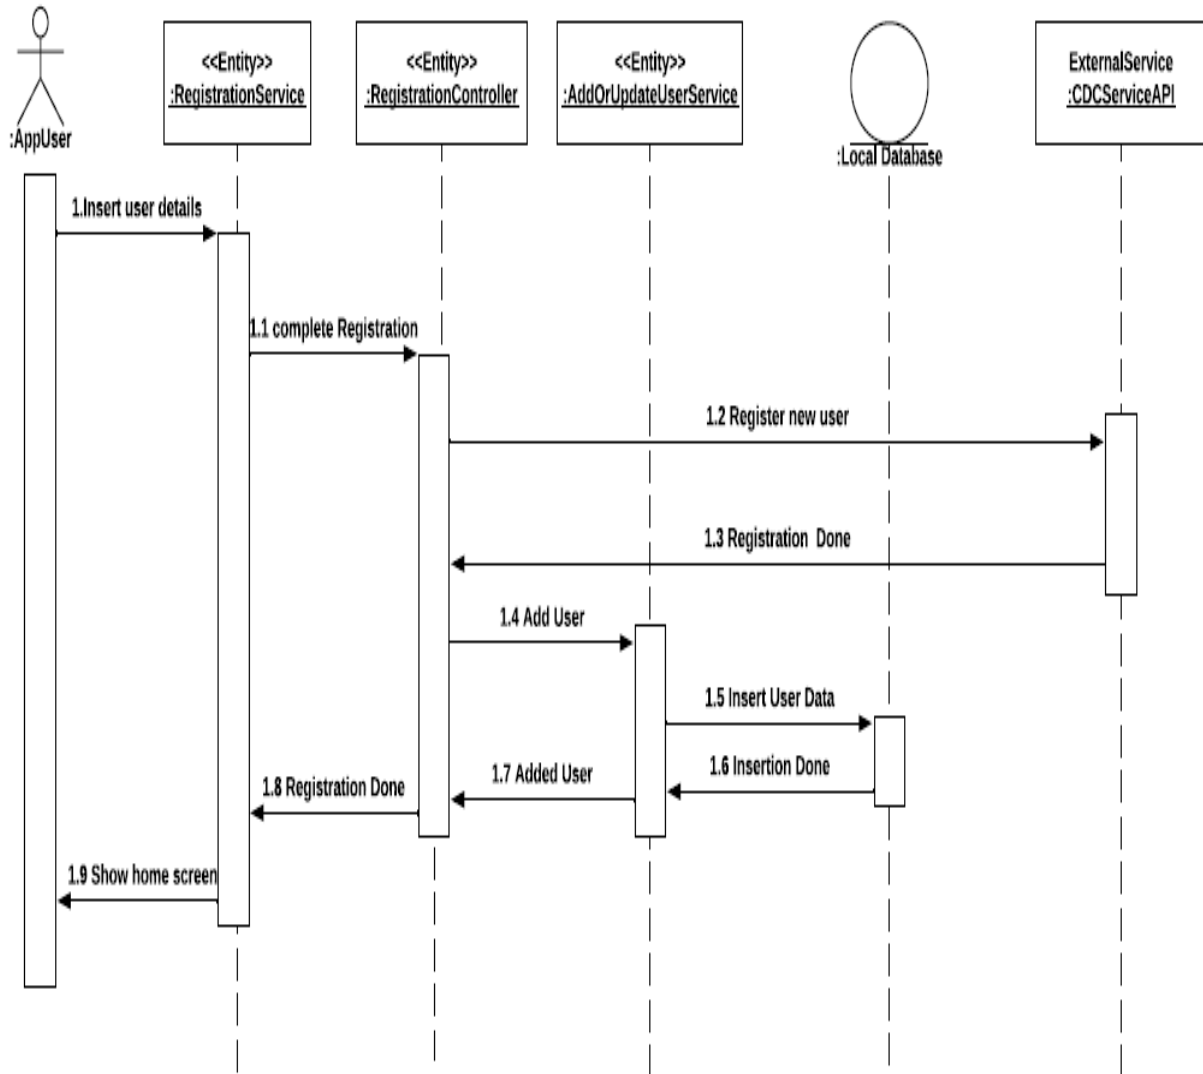 <<Entity>>
:RegistrationService
<<Entity>>
:RegistrationController
<<Entity>>
:AddOrUpdateUserService
ExternalService
:CDCServiceAPI
:AppUser
:Local Database
1.Insert user details
1.1 complete Registration
1.2 Register new user
1.3 Registration Done
1.4 Add User
1.5 Insert User Data
1.6 Insertion Done
1.7 Added User
1.8 Registration Done
1.9 Show home screen